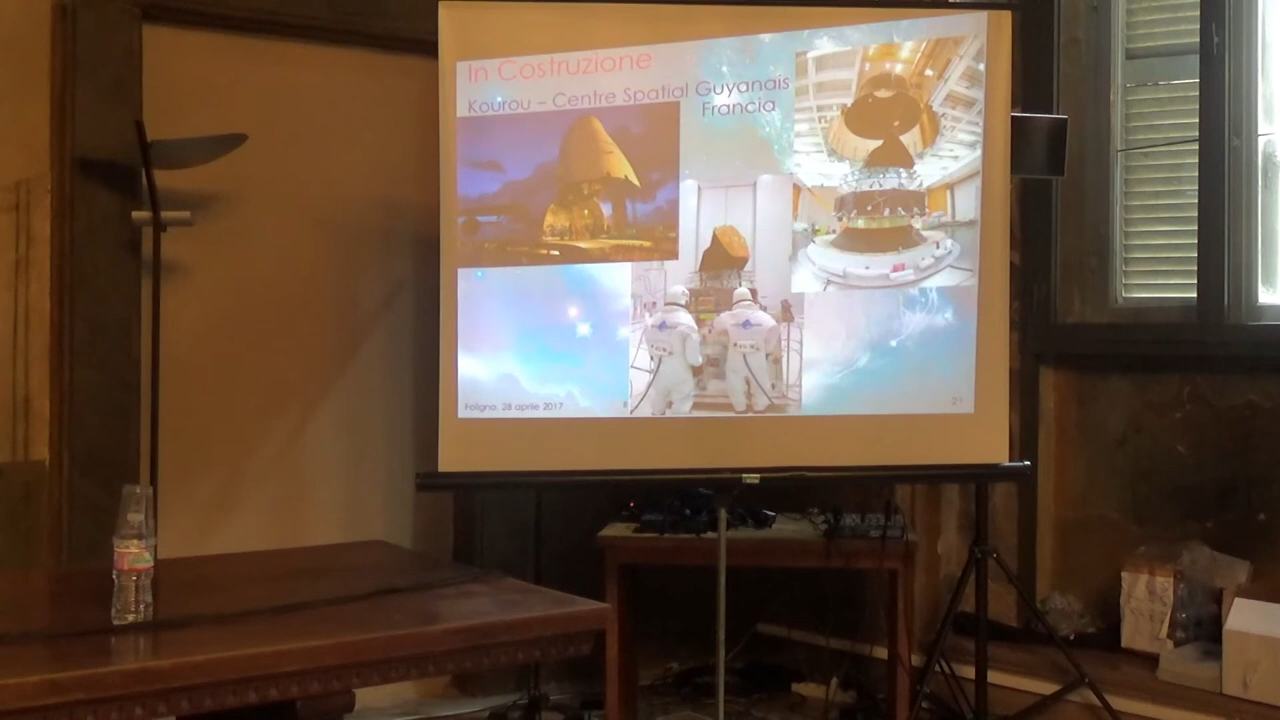 In Costruzione
Kourou – Centre Spatial Guyanais
Francia
Foligno, 28 aprile 2017